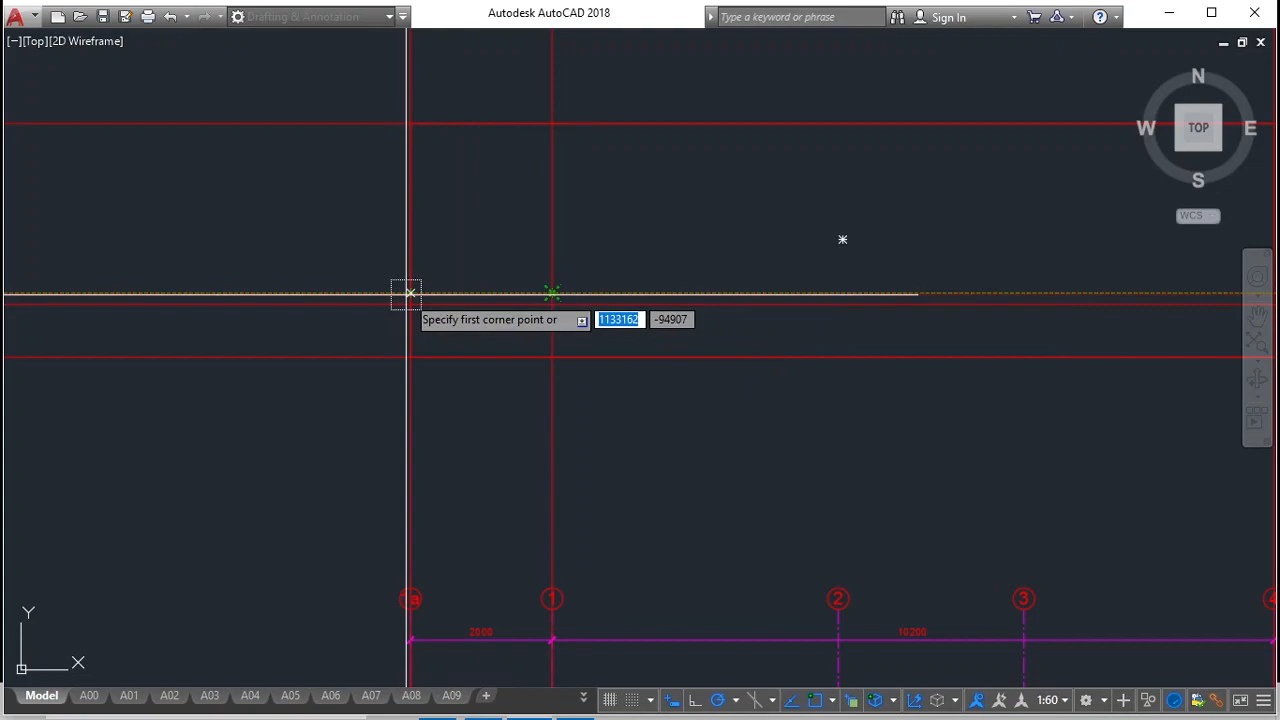 Drafting & Annotation
Autodesk AutoCAD 2018
Type a keyword or phrase
Sign In
[−][Top][2D Wireframe]
N
W
TOP
E
S
WCS
Specify first corner point or
1133162
-94907
1a
1
2
3
4
2000
10200
Y
X
Model
A00
A01
A02
A03
A04
A05
A06
A07
A08
A09
1:60